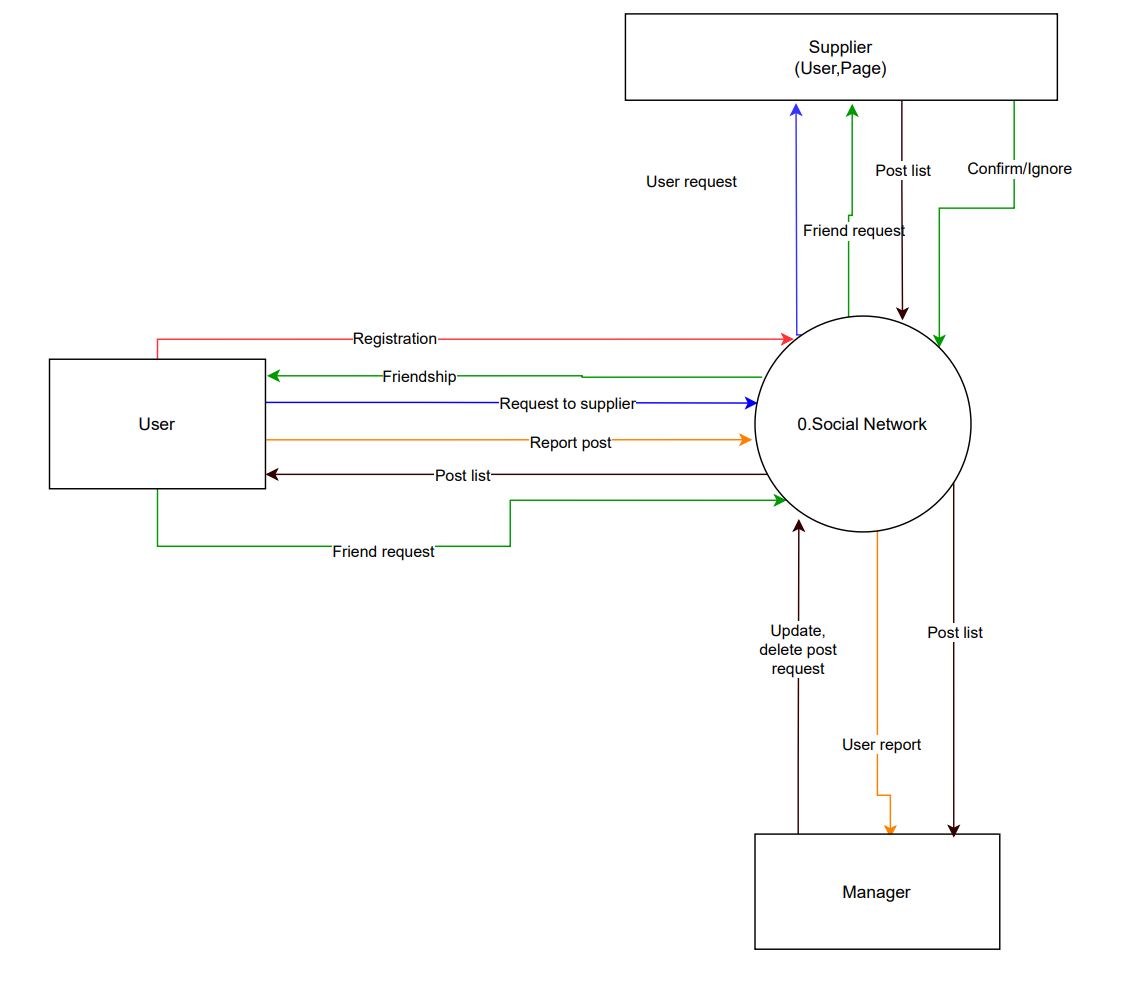 Supplier
(User,Page)
User request
Friend request
Post list
Confirm/Ignore
Registration
Friendship
Request to supplier
Report post
Post list
Friend request
User
0.Social Network
Update,
delete post
request
User report
Post list
Manager